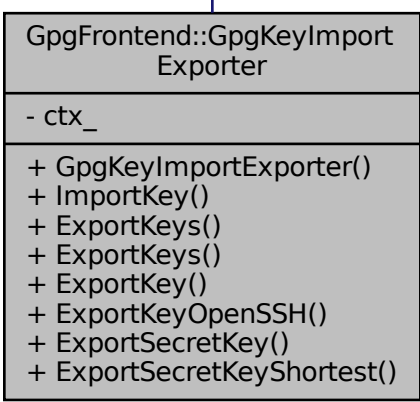 GpgFrontend::GpgKeyImport
Exporter
- ctx_
+ GpgKeyImportExporter()
+ ImportKey()
+ ExportKeys()
+ ExportKeys()
+ ExportKey()
+ ExportKeyOpenSSH()
+ ExportSecretKey()
+ ExportSecretKeyShortest()